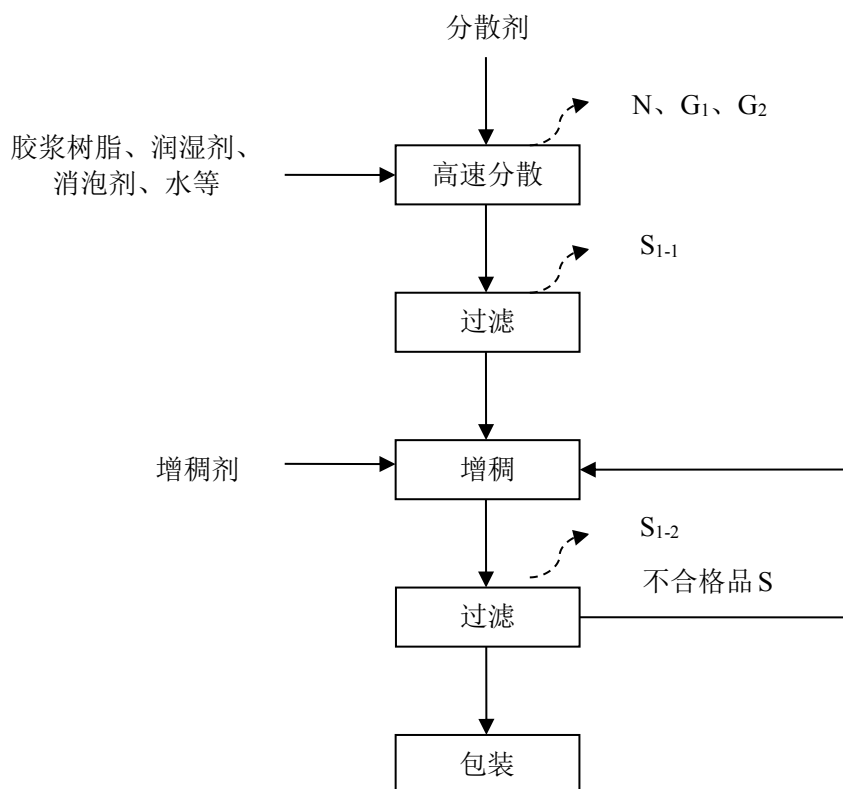 分散剂
N、G₁、G₂
胶浆树脂、润湿剂、
消泡剂、水等
高速分散
S₁₋₁
过滤
增稠剂
增稠
S₁₋₂
不合格品 S
过滤
包装